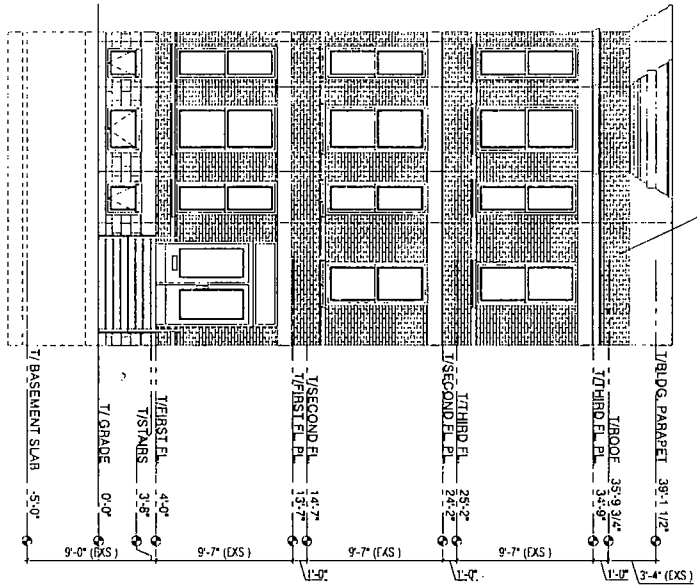 T/BLDG. PARAPET 39'-1 1/2"
T/ROOF 35'-9 3/4"
T/THIRD FL. PL. 34'-9"
T/THIRD FL. 25'-2"
T/SECOND FL. PL. 24'-2"
T/SECOND FL. 14'-7"
T/FIRST FL. PL. 13'-7"
T/FIRST FL. 4'-0"
T/STAIRS 3'-8"
T/ GRADE 0'-0"
T/ BASEMENT SLAB -5'-0"
9'-0" (EXS )
9'-7" (EXS )
1'-0"
9'-7" (EXS )
1'-0"
9'-7" (EXS )
1'-0"
3'-4" (EXS )